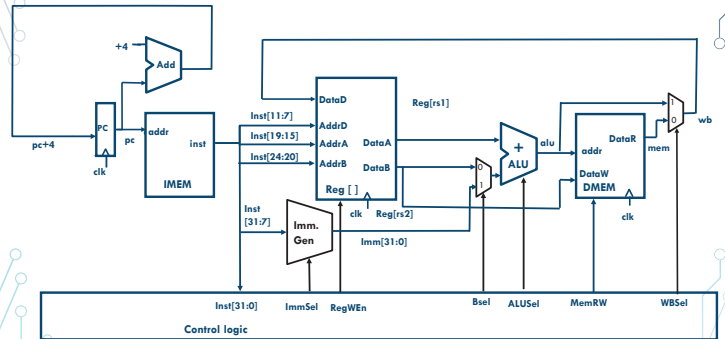 +4
Add
DataD
Reg[rs1]
1
Inst[11:7]
PC
addr
AddrD
+
0
wb
pc+4
pc
inst
Inst[19:15]
AddrA
DataA
alu
DataR
mem
Inst[24:20]
AddrB
DataB
0
ALU
addr
clk
IMEM
Reg [ ]
1
DataW
DMEM
Inst
[31:7]
Imm.
Gen
clk
Reg[rs2]
clk
Imm[31:0]
Inst[31:0]
ImmSel
RegWEn
Bsel
ALUSel
MemRW
WBSel
Control logic